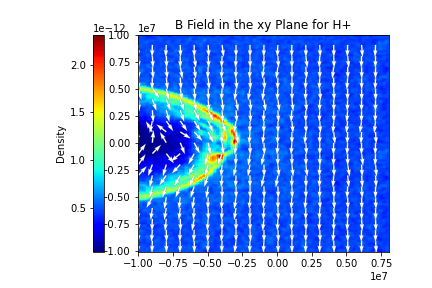 B Field in the xy Plane for H+
1e−12
1e7
Density
2.0
1.5
1.0
0.5
1.00
0.75
0.50
0.25
0.00
−0.25
−0.50
−0.75
−1.00
−1.00 −0.75 −0.50 −0.25 0.00 0.25 0.50 0.75
1e7